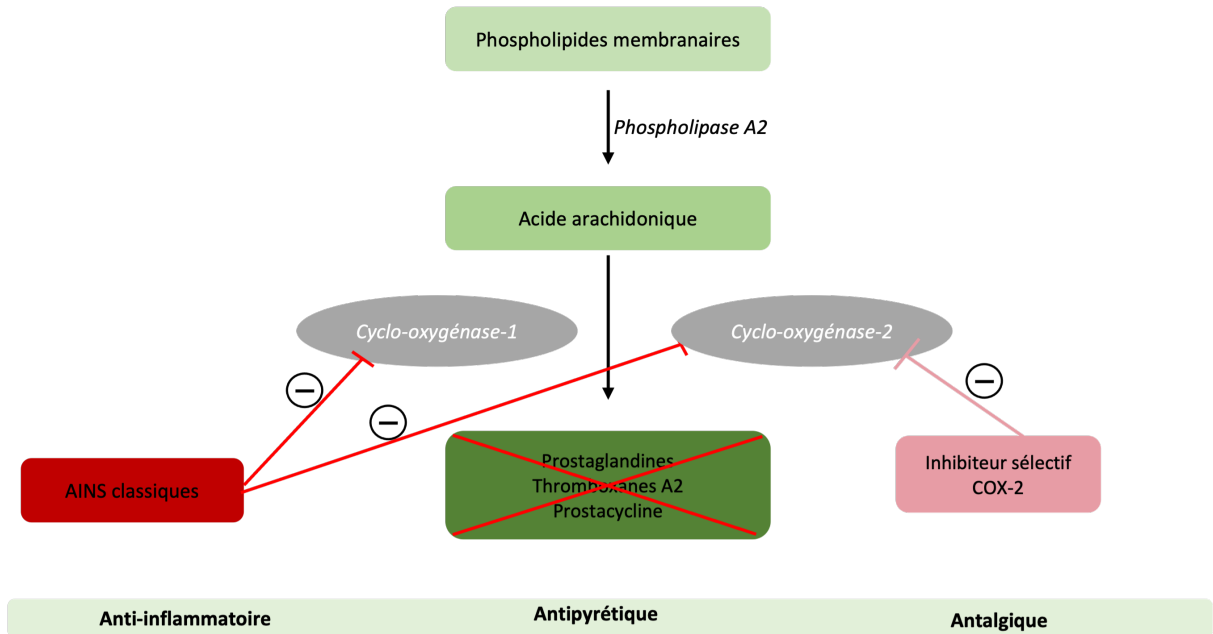 Phospholipides membranaires
Phospholipase A2
Acide arachidonique
Cyclo-oxygénase-1
Cyclo-oxygénase-2
AINS classiques
Prostaglandines
Thromboxanes A2
Prostacycline
Inhibiteur sélectif
COX-2
Anti-inflammatoire
Antipyrétique
Antalgique